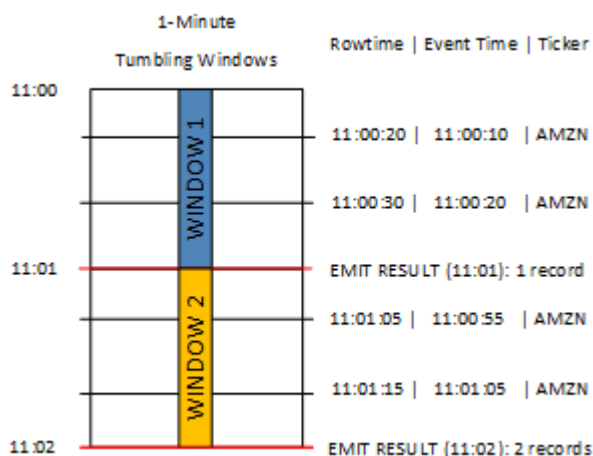 1-Minute
Tumbling Windows
Rowtime | Event Time | Ticker
11:00
WINDOW 1
11:00:20 | 11:00:10 | AMZN
11:00:30 | 11:00:20 | AMZN
11:01
EMIT RESULT (11:01): 1 record
WINDOW 2
11:01:05 | 11:00:55 | AMZN
11:01:15 | 11:01:05 | AMZN
11:02
EMIT RESULT (11:02): 2 records